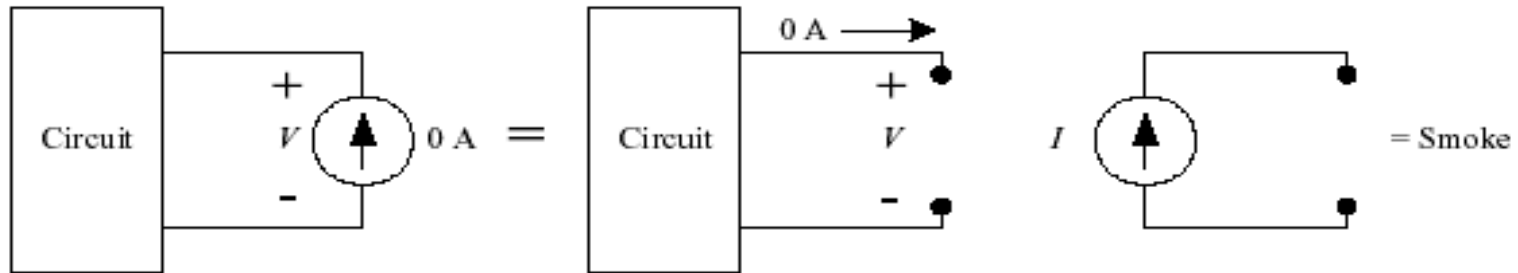 0 A
+
+
Circuit
V
0 A
=
Circuit
V
I
= Smoke
-
-